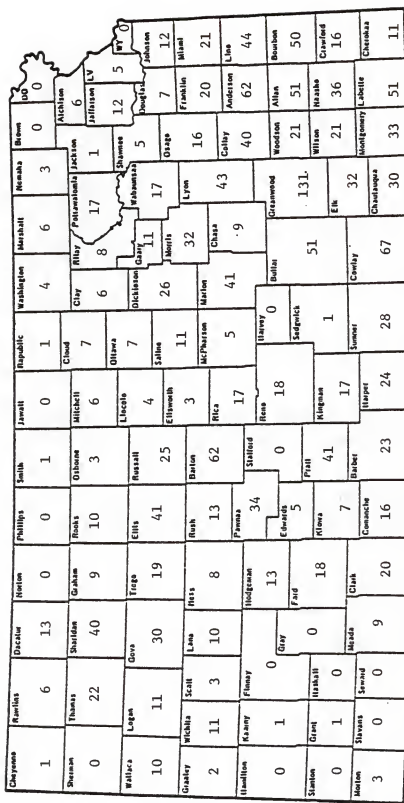 Cheyenne
1
Rawlins
6
Decatur
13
Norton
0
Phillips
0
Smith
1
Jewell
0
Republic
1
Washington
4
Marshall
6
Nemaha
3
Brown
0
DO
0
Sherman
0
Thomas
22
Sheridan
40
Graham
9
Rooks
10
Osborne
3
Mitchell
6
Cloud
7
Clay
6
Riley
8
Pottawatomie
17
Jackson
1
Atchison
6
Jefferson
12
LV
5
WY
0
Wallace
10
Logan
11
Gove
30
Trego
19
Ellis
41
Russell
25
Lincoln
4
Ottawa
7
Saline
11
Dickinson
26
Geary
11
Wabaunsee
17
Shawnee
5
Douglas
7
Johnson
12
Ellsworth
3
Morris
32
Osage
16
Franklin
20
Miami
21
Greeley
2
Wichita
11
Scott
3
Lane
10
Ness
8
Rush
13
Barton
62
Rice
17
McPherson
5
Marion
41
Chase
9
Lyon
43
Coffey
40
Anderson
62
Linn
44
Hamilton
0
Kearny
1
Finney
0
Hodgeman
13
Pawnee
34
Stafford
0
Reno
18
Harvey
0
Butler
51
Greenwood
131
Woodson
21
Allen
51
Bourbon
50
Gray
0
Ford
18
Edwards
5
Pratt
41
Kingman
17
Sedgwick
1
Stanton
0
Grant
1
Haskell
0
Kiowa
7
Elk
32
Wilson
21
Neosho
36
Crawford
16
Morton
3
Stevens
0
Seward
0
Meade
9
Clark
20
Comanche
16
Barber
23
Harper
24
Sumner
28
Cowley
67
Chautauqua
30
Montgomery
33
Labette
51
Cherokee
11